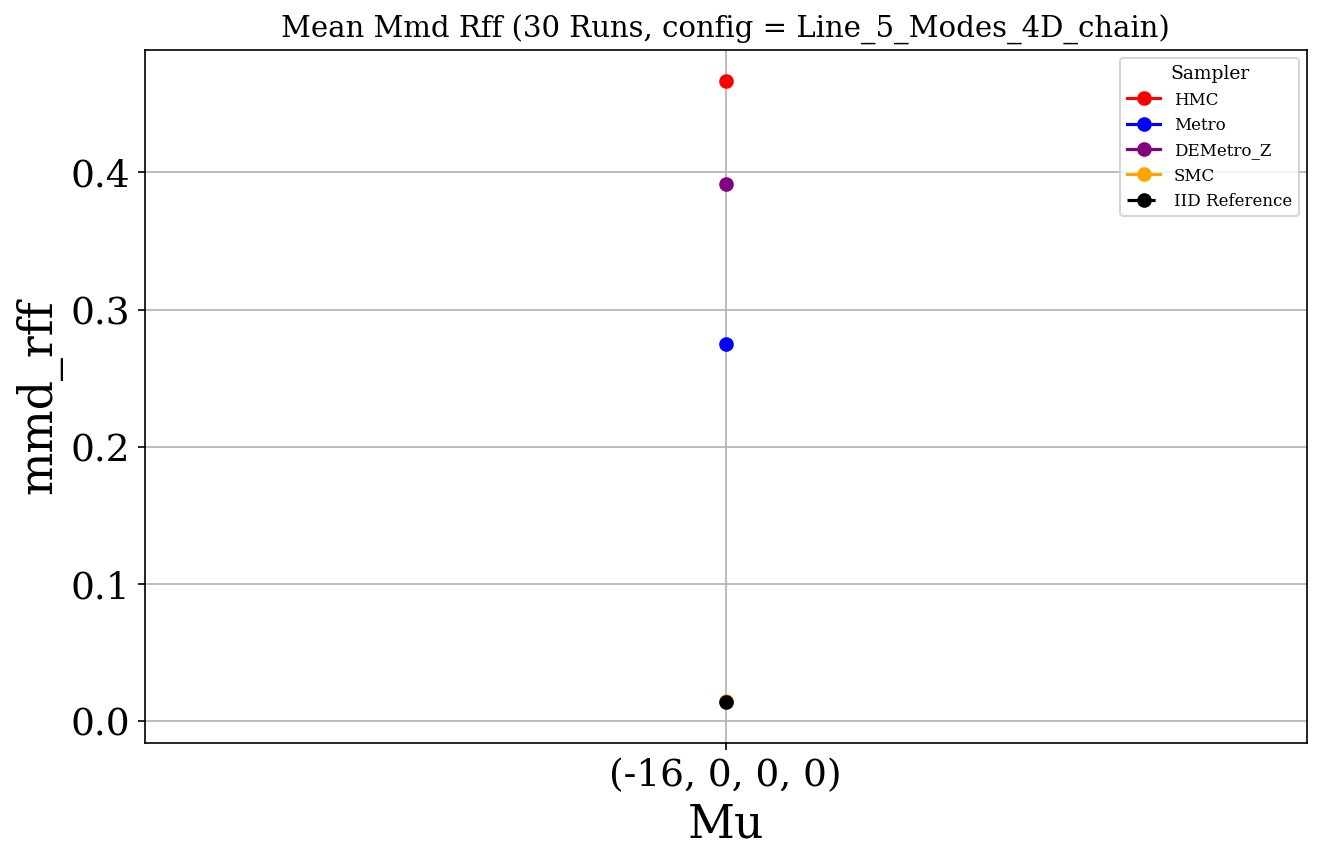 Mean Mmd Rff (30 Runs, config = Line_5_Modes_4D_chain)
Sampler
HMC
Metro
DEMetro_Z
SMC
IID Reference
mmd_rff
0.4
0.3
0.2
0.1
0.0
(-16, 0, 0, 0)
Mu